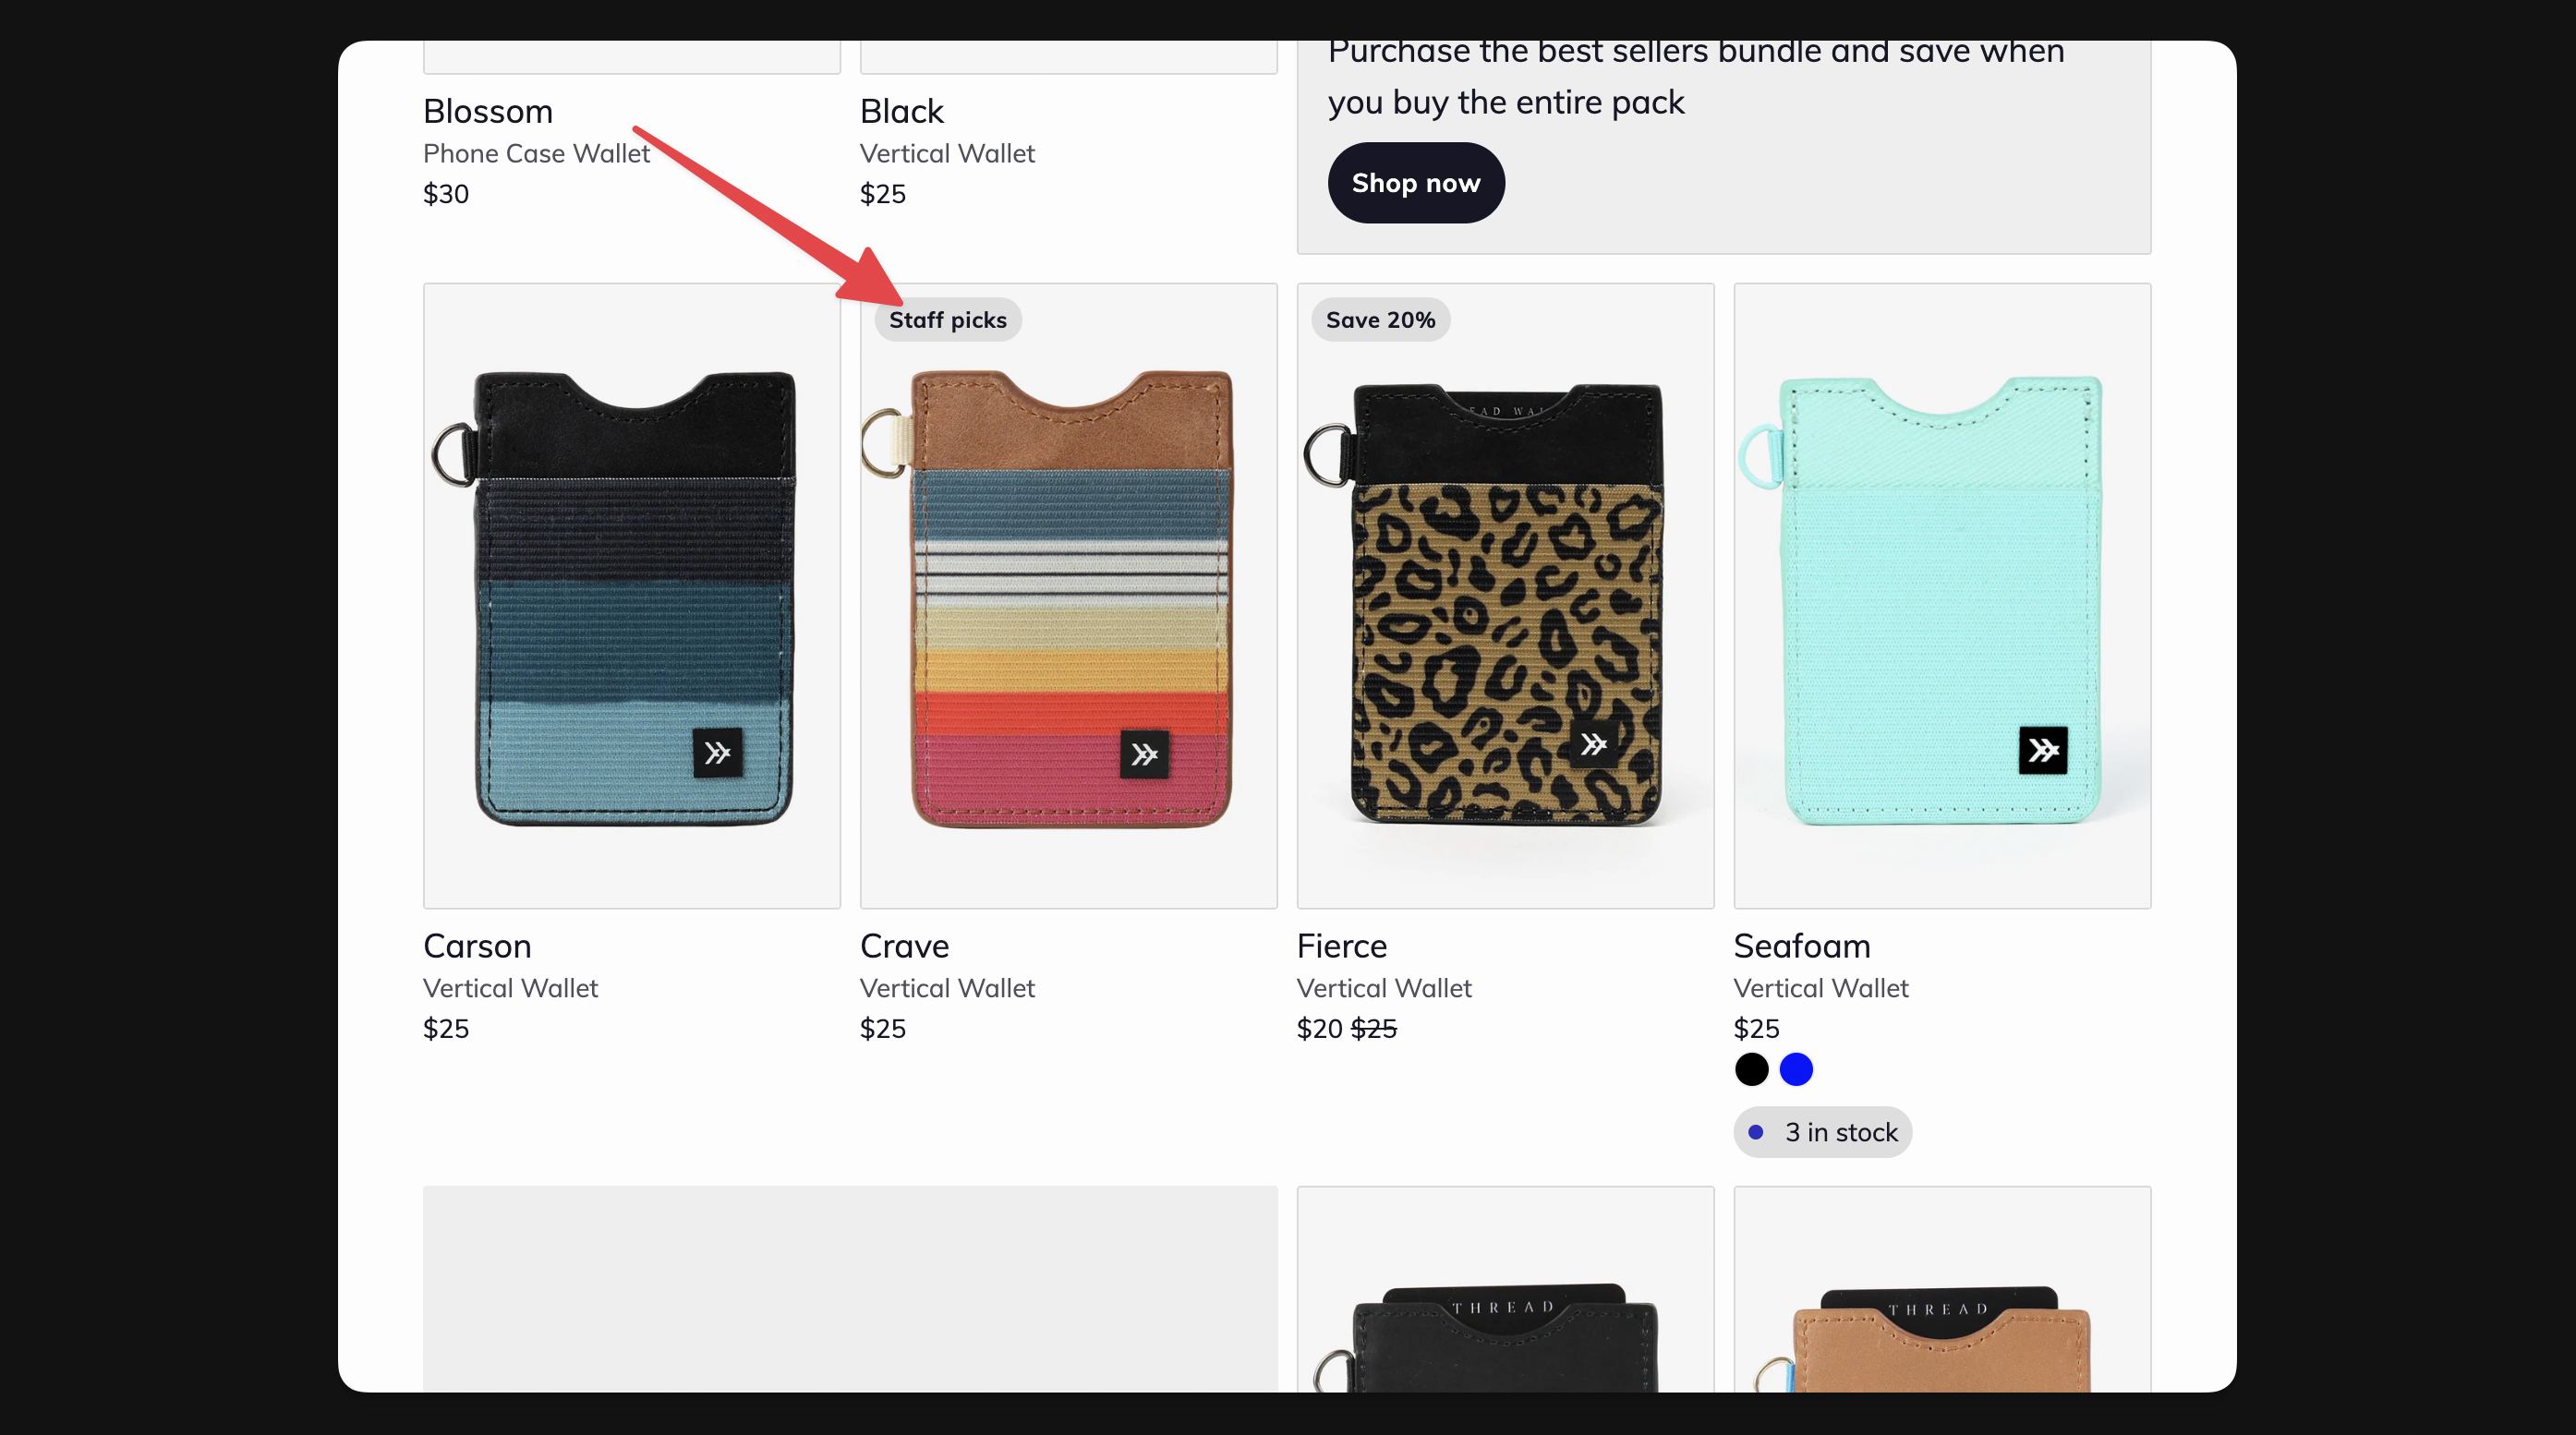 Purchase the best sellers bundle and save when
you buy the entire pack
Shop now
Blossom
Phone Case Wallet
$30
Black
Vertical Wallet
$25
Staff picks
Save 20%
Carson
Vertical Wallet
$25
Crave
Vertical Wallet
$25
Fierce
Vertical Wallet
$20 $25
Seafoam
Vertical Wallet
$25
3 in stock
THREAD
THREAD